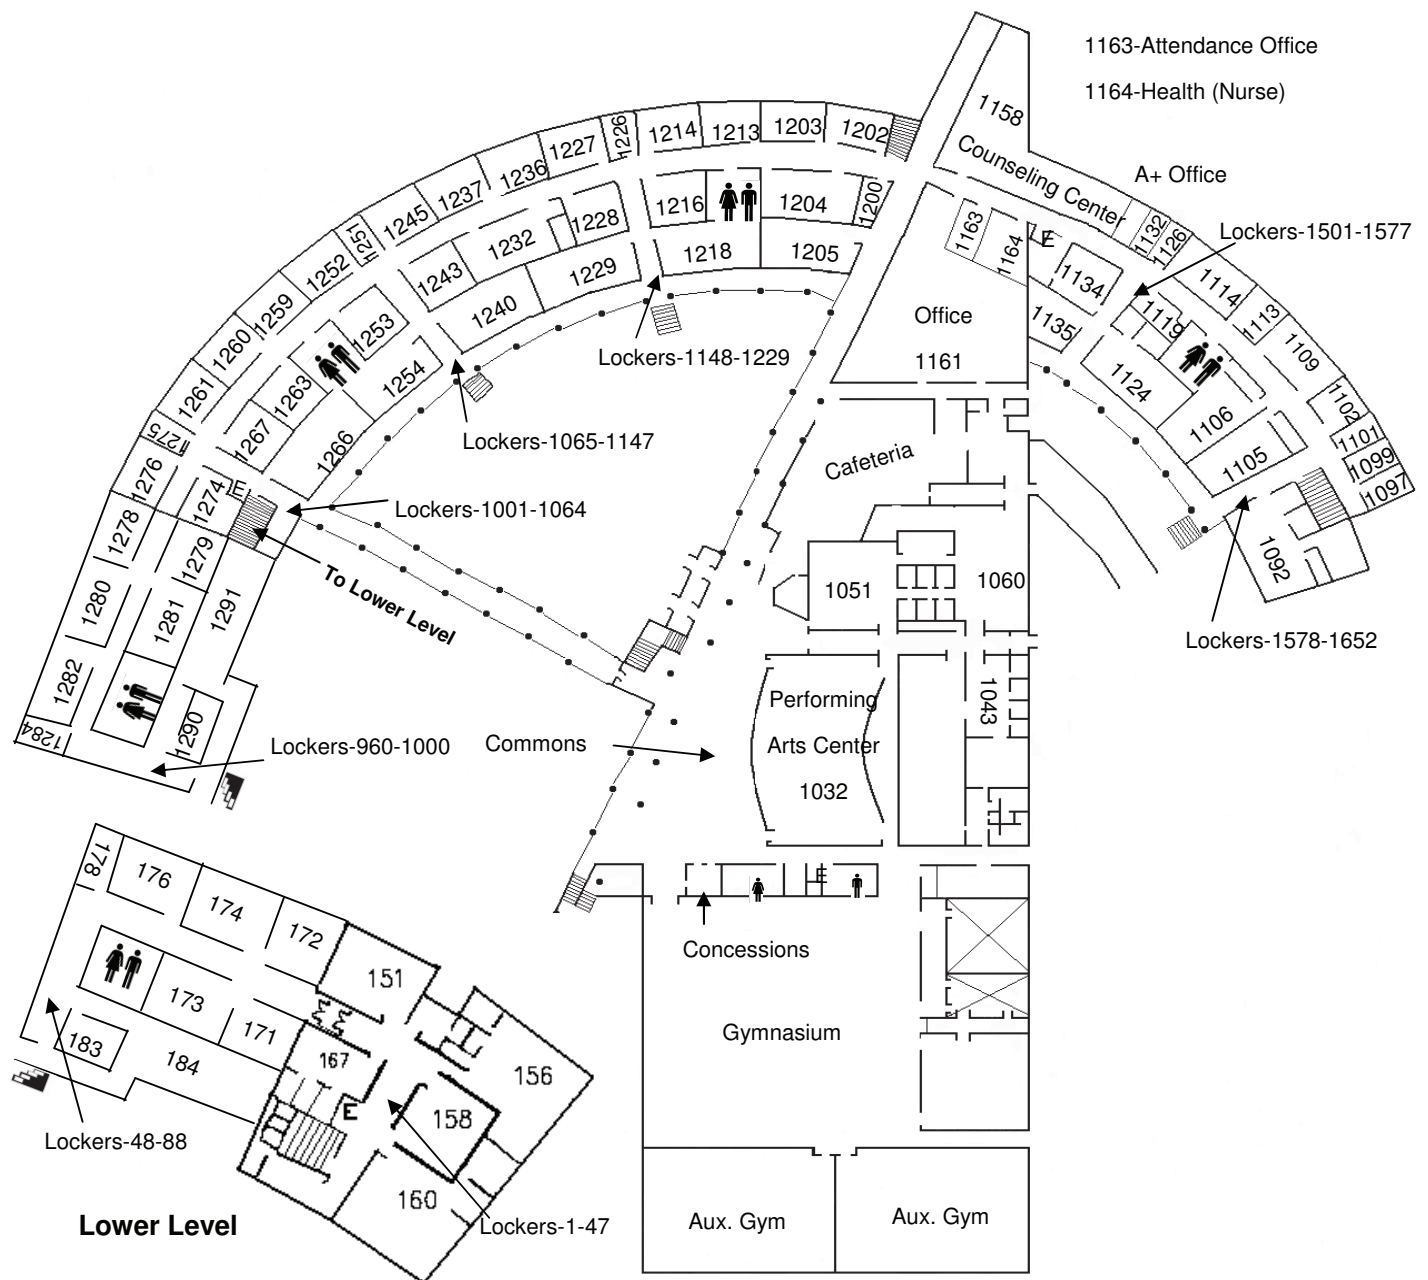 1163-Attendance Office
1164-Health (Nurse)
1158
Counseling Center
A+ Office
1132
1126
Lockers-1501-1577
1163
1164
E
1134
1135
1119
1114
1113
1109
1102
1101
1099
1097
1124
1106
1105
1092
Lockers-1578-1652
Office
1161
1202
1203
1213
1214
1226
1227
1236
1237
1245
1251
1252
1259
1260
1261
1275
1276
1278
1280
1282
1284
1200
1204
1205
1216
1218
1228
1229
1232
1240
1243
1253
1254
1263
1266
1267
1274
E
1279
1281
1291
1290
Lockers-1148-1229
Lockers-1065-1147
Lockers-1001-1064
To Lower Level
Lockers-960-1000
Commons
Cafeteria
1051
1060
1043
Performing
Arts Center
1032
E
Concessions
Gymnasium
Aux. Gym
Aux. Gym
178
176
174
172
151
173
171
183
184
167
E
156
158
160
Lockers-48-88
Lockers-1-47
Lower Level